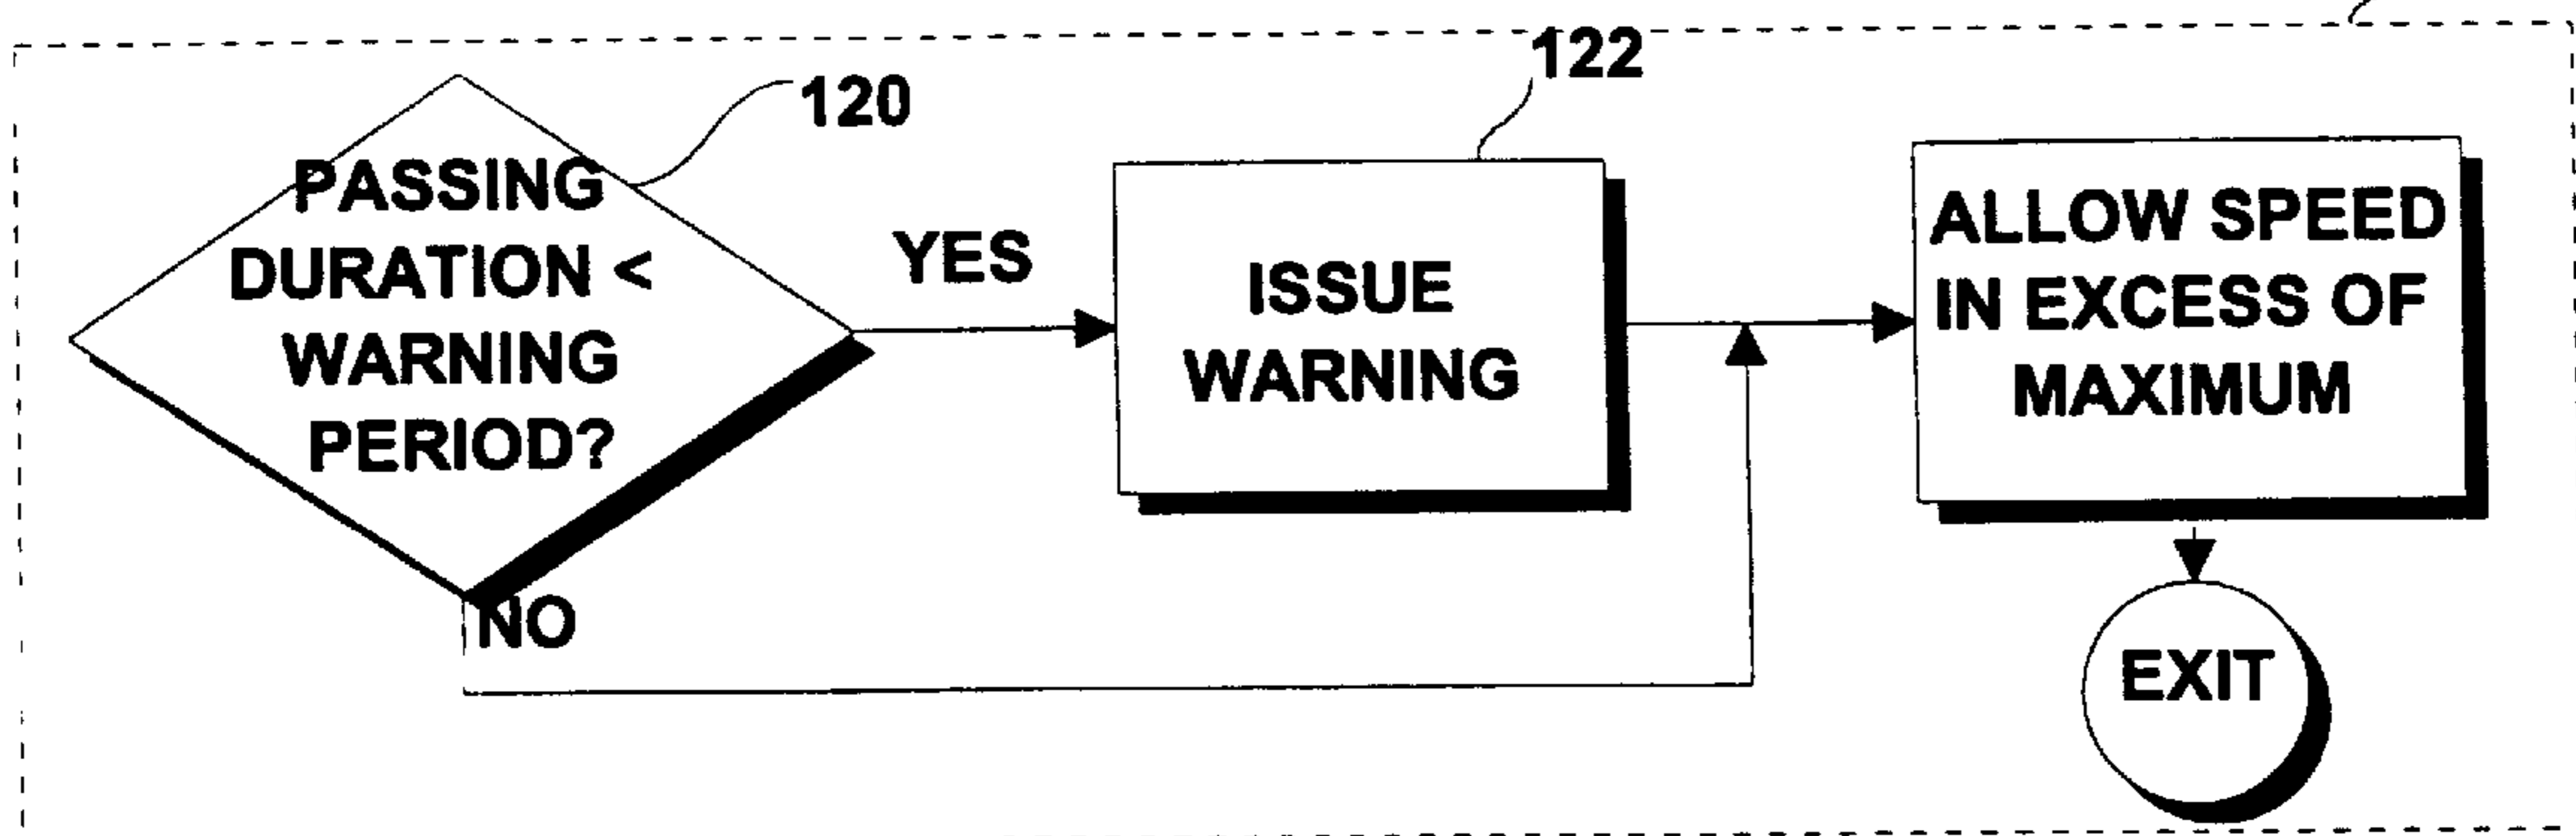 120
122
PASSING
DURATION <
WARNING
PERIOD?
YES
NO
ISSUE
WARNING
ALLOW SPEED
IN EXCESS OF
MAXIMUM
EXIT